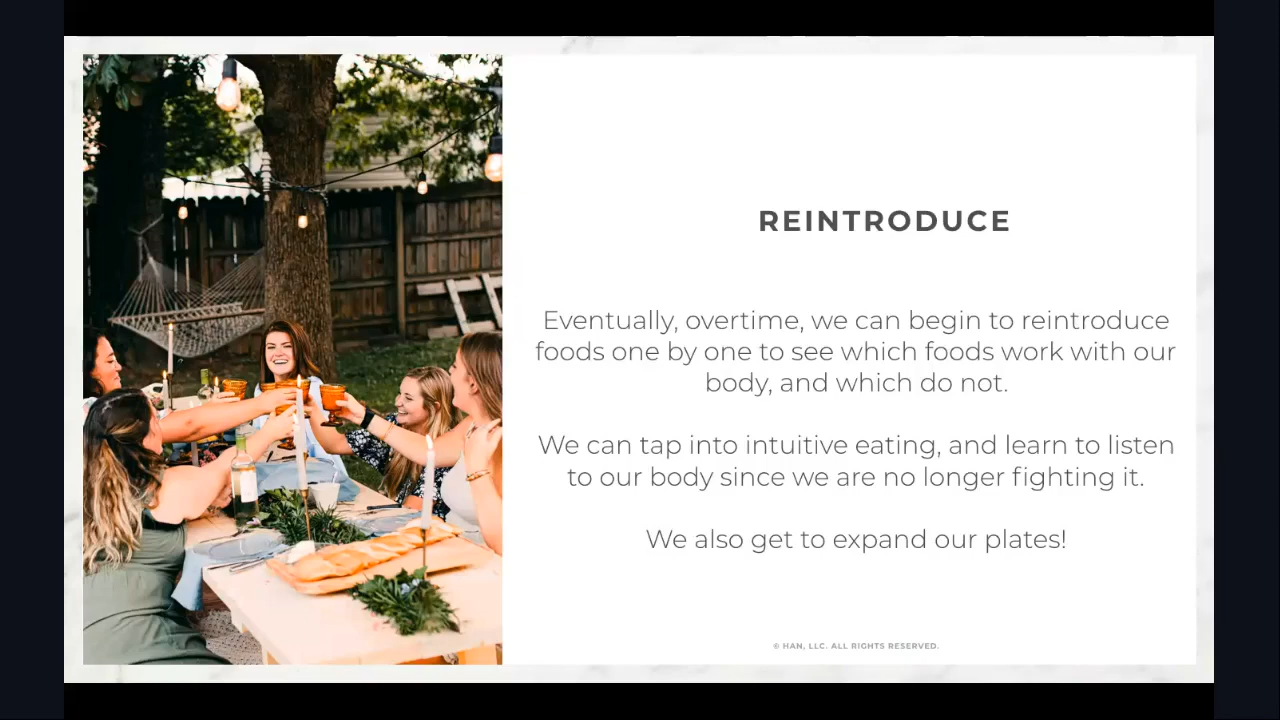 REINTRODUCE
Eventually, overtime, we can begin to reintroduce
foods one by one to see which foods work with our
body, and which do not.
We can tap into intuitive eating, and learn to listen
to our body since we are no longer fighting it.
We also get to expand our plates!
© HAN, LLC. ALL RIGHTS RESERVED.